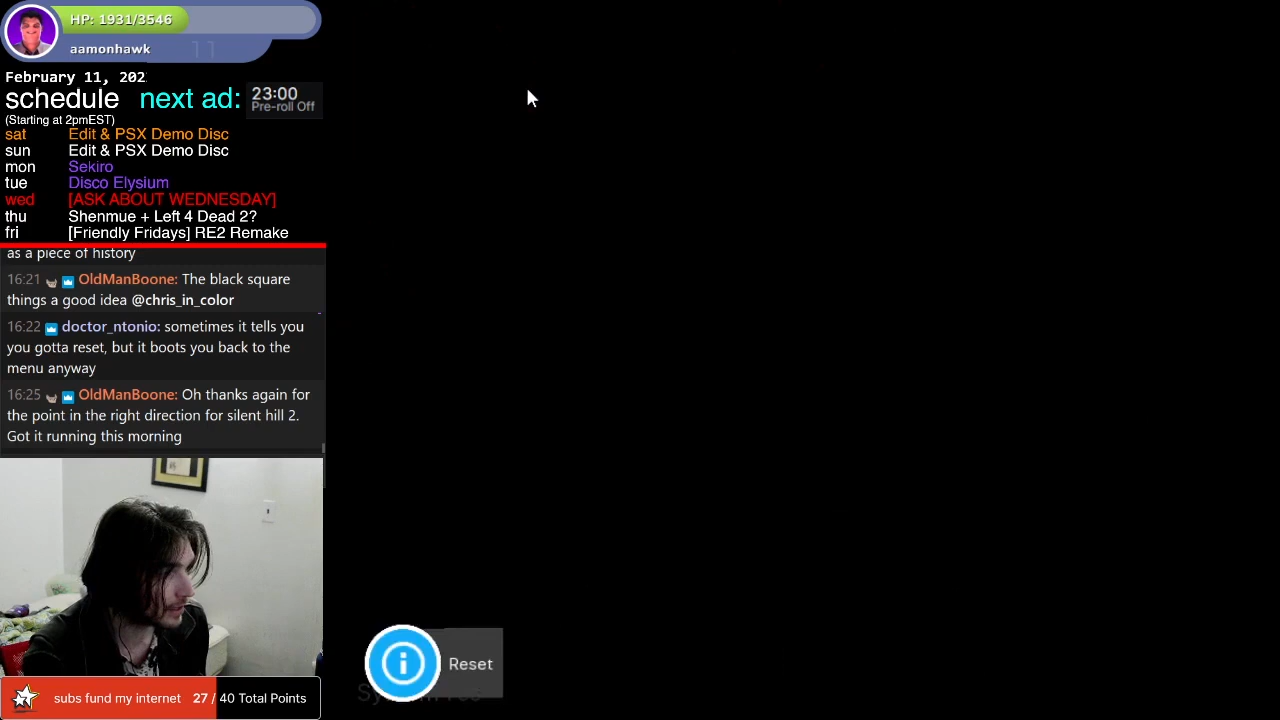 HP: 1931/3546
aamonhawk
11
February 11, 202
schedule next ad: 23:00
Pre-roll Off
(Starting at 2pmEST)
sat Edit & PSX Demo Disc
sun Edit & PSX Demo Disc
mon Sekiro
tue Disco Elysium
wed [ASK ABOUT WEDNESDAY]
thu Shenmue + Left 4 Dead 2?
fri [Friendly Fridays] RE2 Remake
as a piece of history
16:21 OldManBoone: The black square
things a good idea @chris_in_color
16:22 doctor_ntonio: sometimes it tells you
you gotta reset, but it boots you back to the
menu anyway
16:25 OldManBoone: Oh thanks again for
the point in the right direction for silent hill 2.
Got it running this morning
Reset
subs fund my internet 27 / 40 Total Points